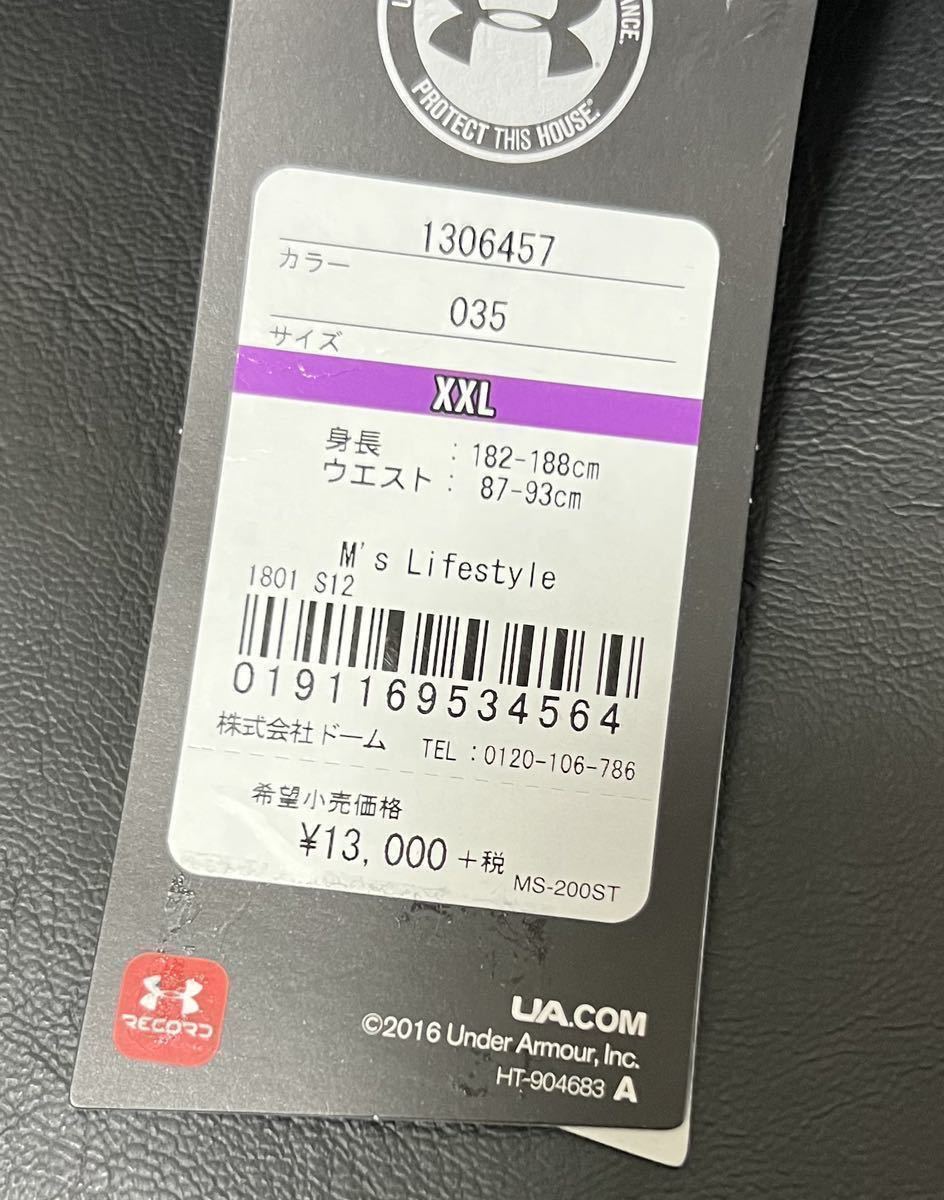 ANCE.
PROTECT THIS HOUSE.®
1306457
カラー
035
サイズ
XXL
身長 : 182-188cm
ウエスト : 87-93cm
M's Lifestyle
1801 S12
0191169534564
株式会社ドーム TEL:0120-106-786
希望小売価格
¥13,000+税
MS-200ST
RECORD
UA.COM
©2016 Under Armour, Inc.
HT-904683 A